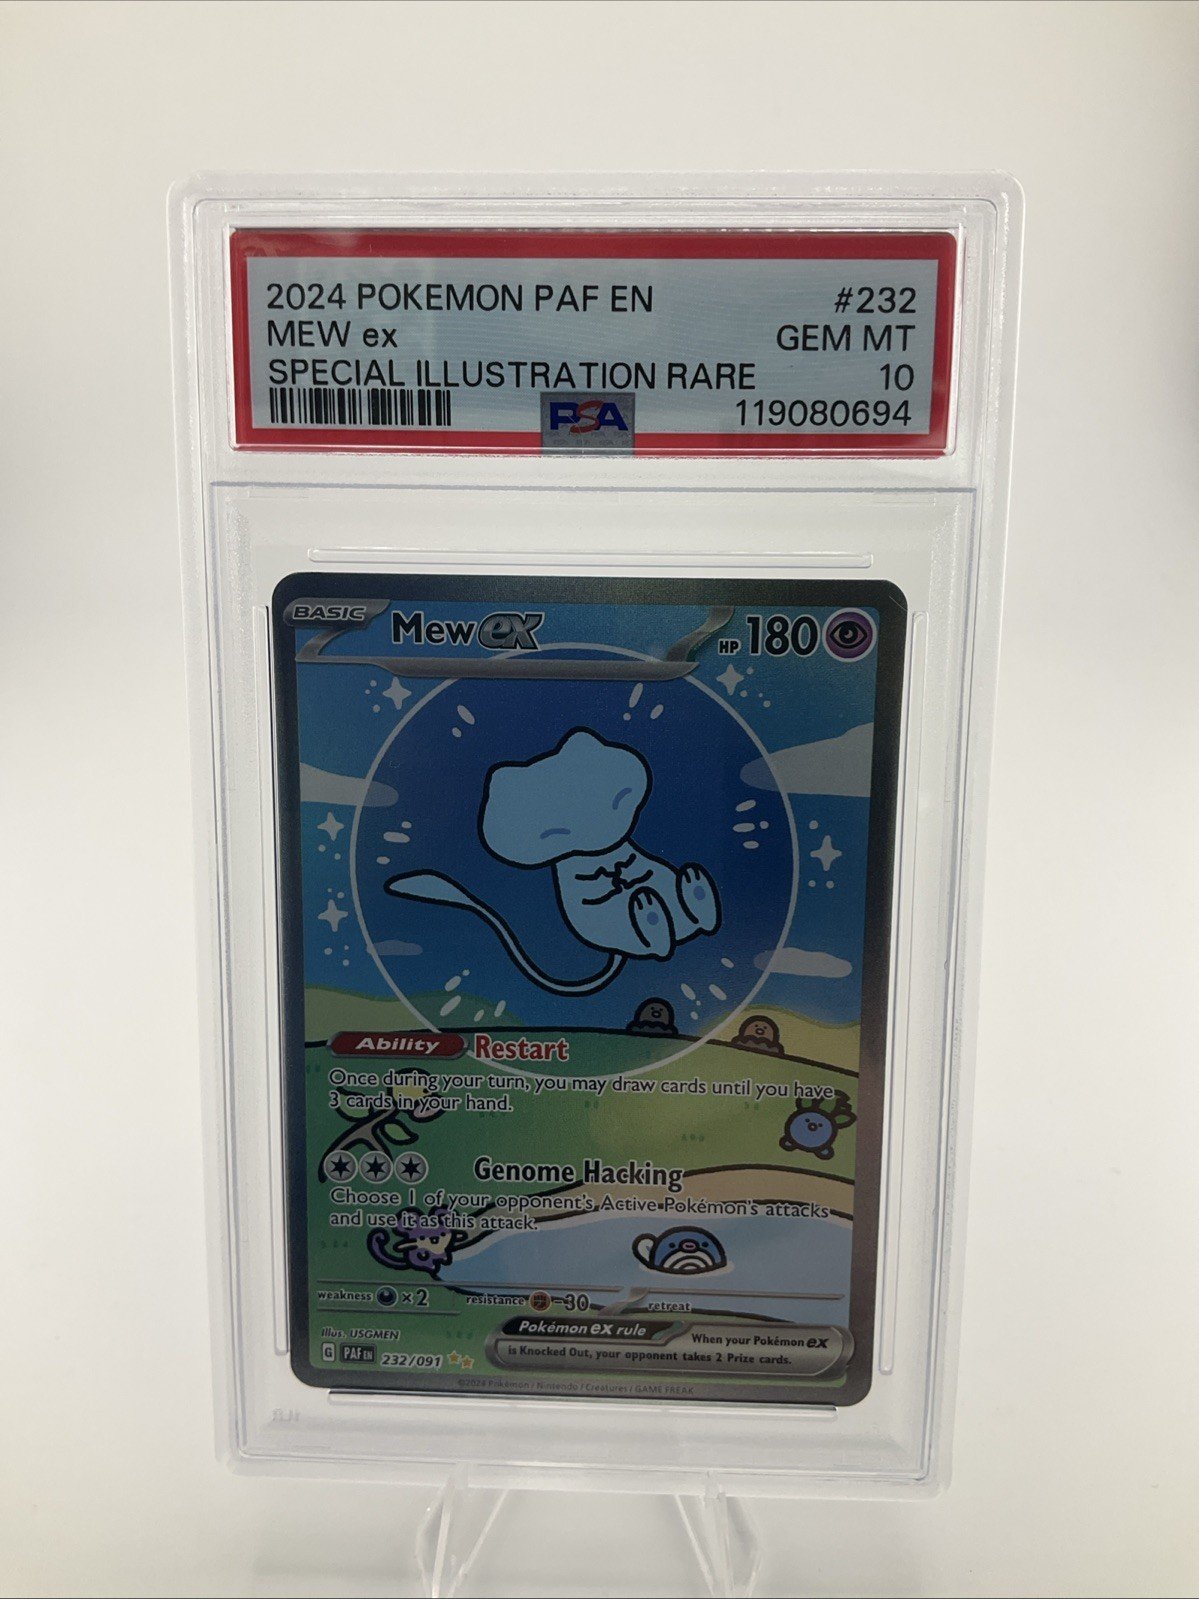 2024 POKEMON PAF EN #232
MEW ex GEM MT
SPECIAL ILLUSTRATION RARE 10
PSA 119080694
BASIC Mew ex HP 180
Ability Restart
Once during your turn, you may draw cards until you have
3 cards in your hand.
Genome Hacking
Choose 1 of your opponent's Active Pokémon's attacks
and use it as this attack.
weakness ×2 resistance -30 retreat
Illus. USGMEN
Pokémon ex rule
When your Pokémon ex
is Knocked Out, your opponent takes 2 Prize cards.
G PAF EN 232/091
©2024 Pokémon / Nintendo / Creatures / GAME FREAK